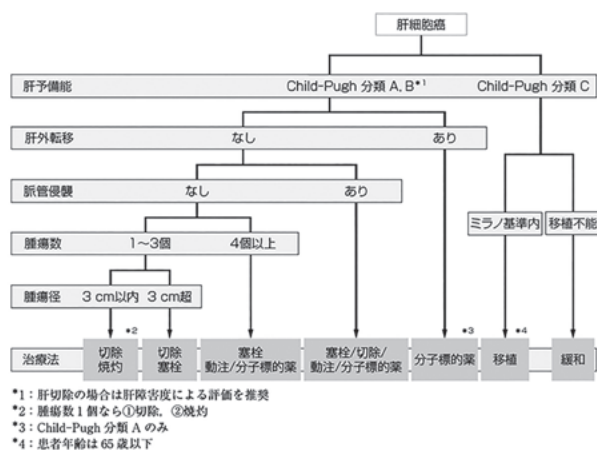 肝細胞癌
肝予備能 Child-Pugh 分類 A, B*1 Child-Pugh 分類 C
肝外転移 なし あり
脈管侵襲 なし あり
ミラノ基準内 移植不能
腫瘍数 1〜3個 4個以上
腫瘍径 3 cm以内 3 cm超
*2 *3 *4
治療法 切除 焼灼 切除 塞栓 塞栓 動注/分子標的薬 塞栓/切除/ 動注/分子標的薬 分子標的薬 移植 緩和
*1：肝切除の場合は肝障害度による評価を推奨
*2：腫瘍数1個なら①切除，②焼灼
*3：Child-Pugh 分類 A のみ
*4：患者年齢は 65 歳以下